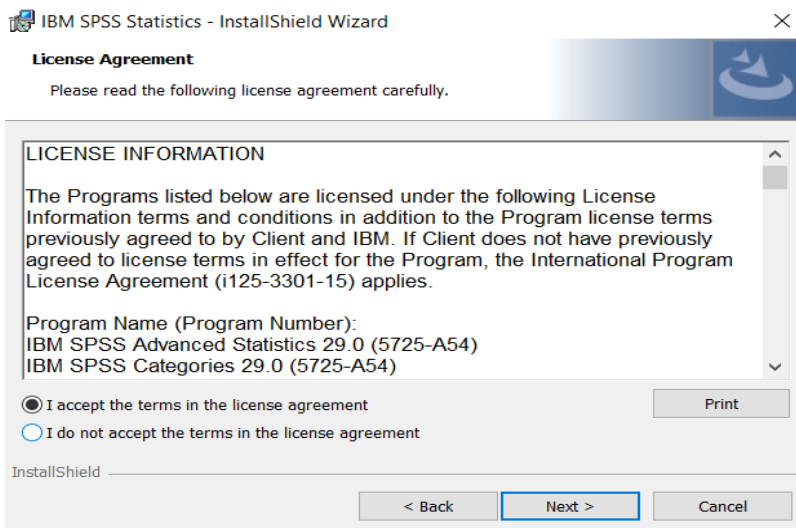 IBM SPSS Statistics - InstallShield Wizard
License Agreement
Please read the following license agreement carefully.
LICENSE INFORMATION
The Programs listed below are licensed under the following License
Information terms and conditions in addition to the Program license terms
previously agreed to by Client and IBM. If Client does not have previously
agreed to license terms in effect for the Program, the International Program
License Agreement (i125-3301-15) applies.
Program Name (Program Number):
IBM SPSS Advanced Statistics 29.0 (5725-A54)
IBM SPSS Categories 29.0 (5725-A54)
I accept the terms in the license agreement
Print
I do not accept the terms in the license agreement
InstallShield
< Back
Next >
Cancel